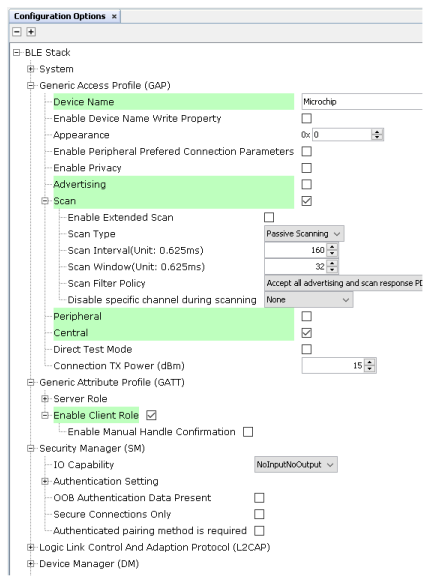 Configuration Options ×
BLE Stack
System
Generic Access Profile (GAP)
Device Name Microchip
Enable Device Name Write Property
Appearance 0x 0
Enable Peripheral Prefered Connection Parameters
Enable Privacy
Advertising
Scan
Enable Extended Scan
Scan Type Passive Scanning
Scan Interval(Unit: 0.625ms) 160
Scan Window(Unit: 0.625ms) 32
Scan Filter Policy Accept all advertising and scan response PD
Disable specific channel during scanning None
Peripheral
Central
Direct Test Mode
Connection TX Power (dBm) 15
Generic Attribute Profile (GATT)
Server Role
Enable Client Role
Enable Manual Handle Confirmation
Security Manager (SM)
IO Capability NoInputNoOutput
Authentication Setting
OOB Authentication Data Present
Secure Connections Only
Authenticated pairing method is required
Logic Link Control And Adaption Protocol (L2CAP)
Device Manager (DM)